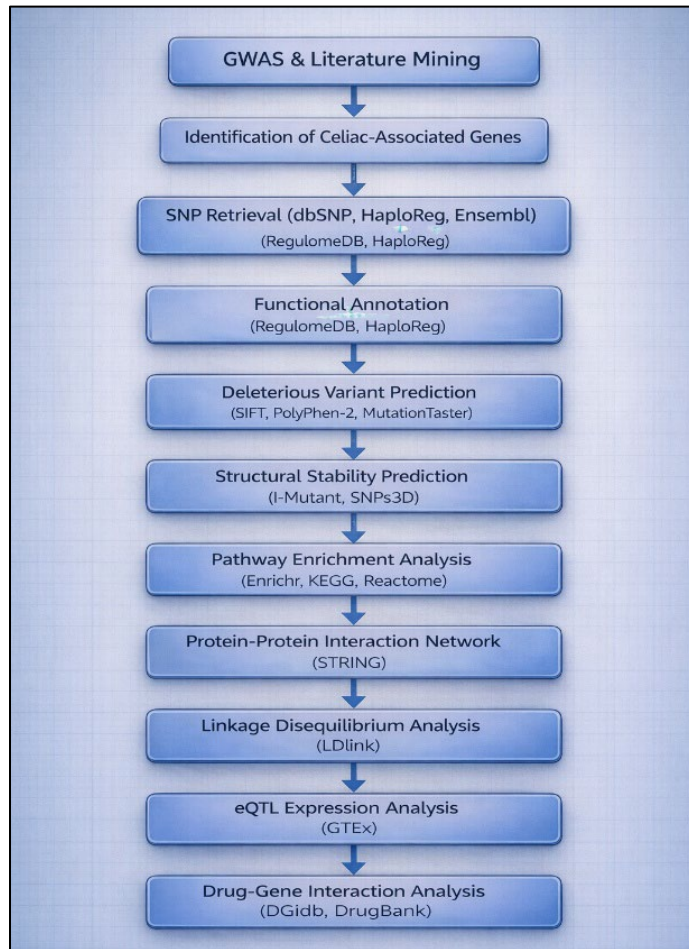 GWAS & Literature Mining
Identification of Celiac-Associated Genes
SNP Retrieval (dbSNP, HaploReg, Ensembl)
(RegulomeDB, HaploReg)
Functional Annotation
(RegulomeDB, HaploReg)
Deleterious Variant Prediction
(SIFT, PolyPhen-2, MutationTaster)
Structural Stability Prediction
(I-Mutant, SNPs3D)
Pathway Enrichment Analysis
(Enrichr, KEGG, Reactome)
Protein-Protein Interaction Network
(STRING)
Linkage Disequilibrium Analysis
(LDlink)
eQTL Expression Analysis
(GTEx)
Drug-Gene Interaction Analysis
(DGidb, DrugBank)